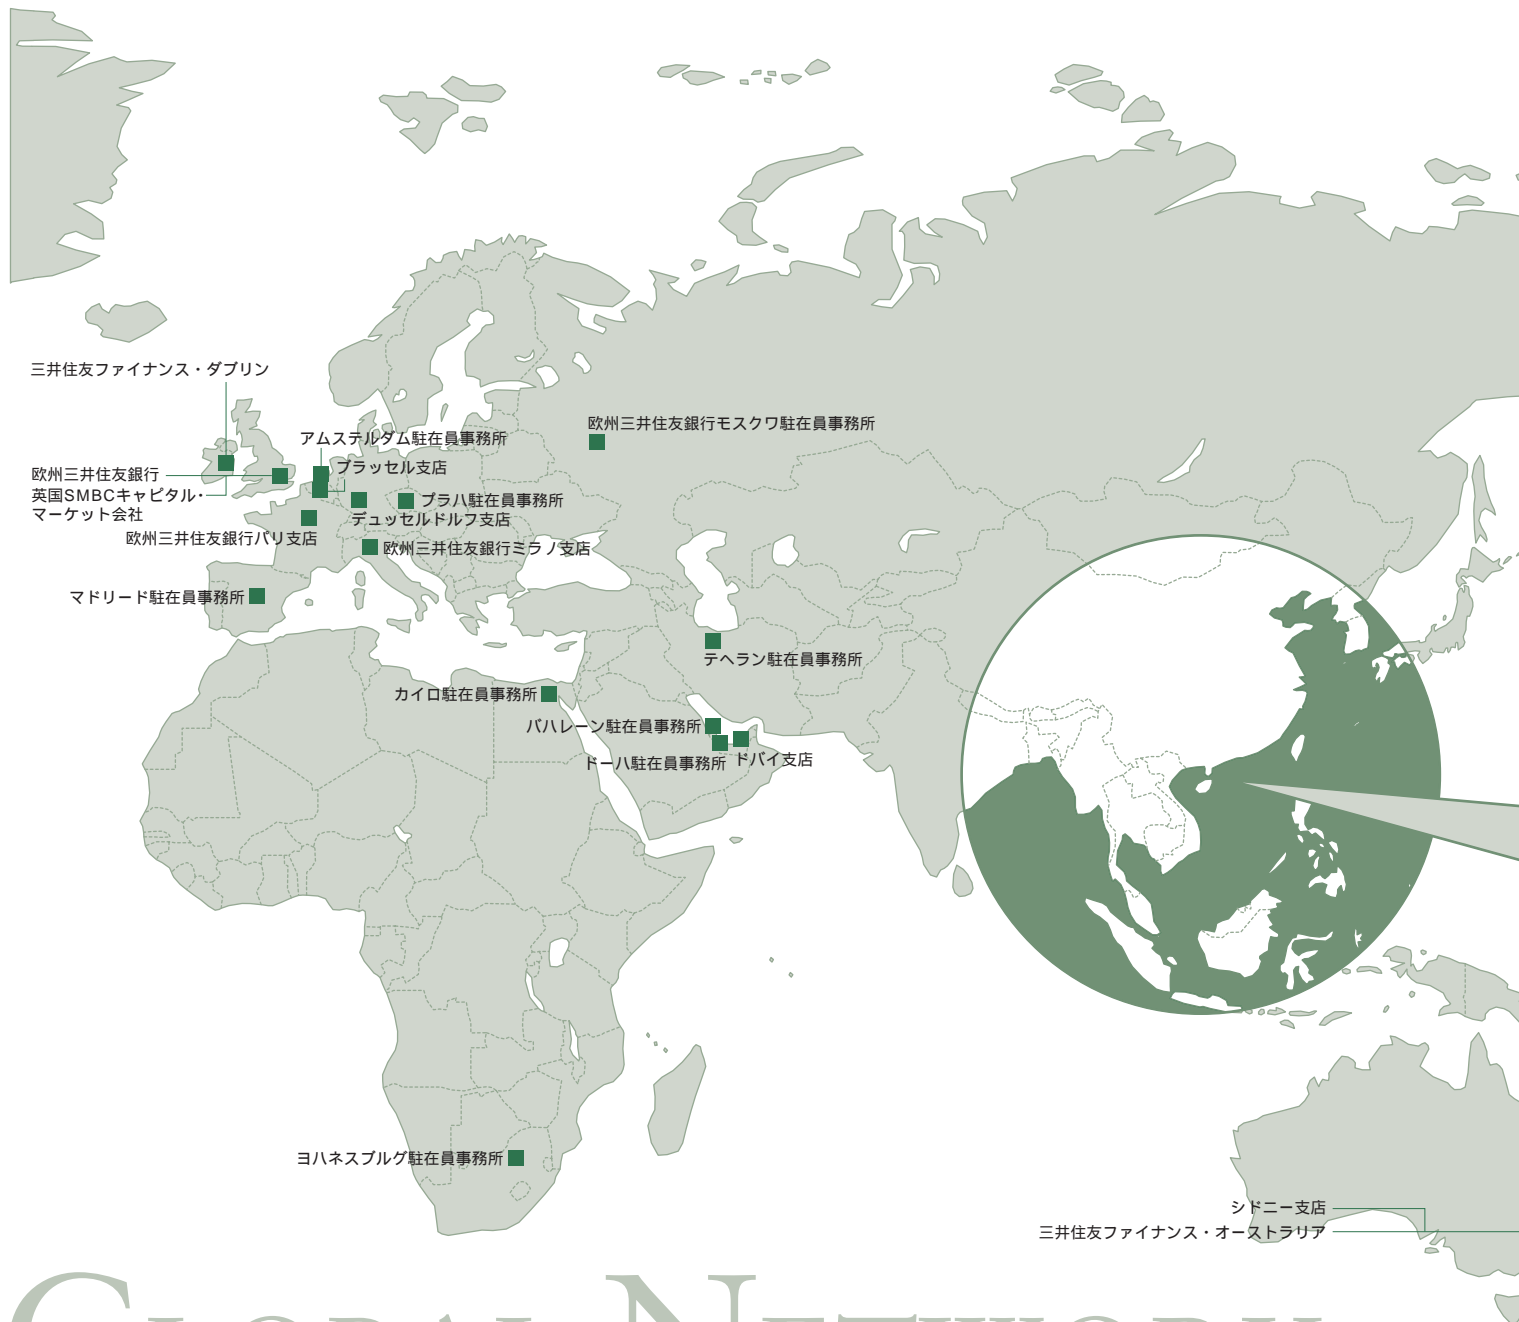 三井住友ファイナンス・ダブリン
欧州三井住友銀行モスクワ駐在員事務所
アムステルダム駐在員事務所
ブラッセル支店
欧州三井住友銀行
英国SMBCキャピタル・
マーケット会社
プラハ駐在員事務所
デュッセルドルフ支店
欧州三井住友銀行パリ支店
欧州三井住友銀行ミラノ支店
マドリード駐在員事務所
テヘラン駐在員事務所
カイロ駐在員事務所
バハレーン駐在員事務所
ドーハ駐在員事務所
ドバイ支店
ヨハネスブルグ駐在員事務所
シドニー支店
三井住友ファイナンス・オーストラリア
GLOBAL NETWORK